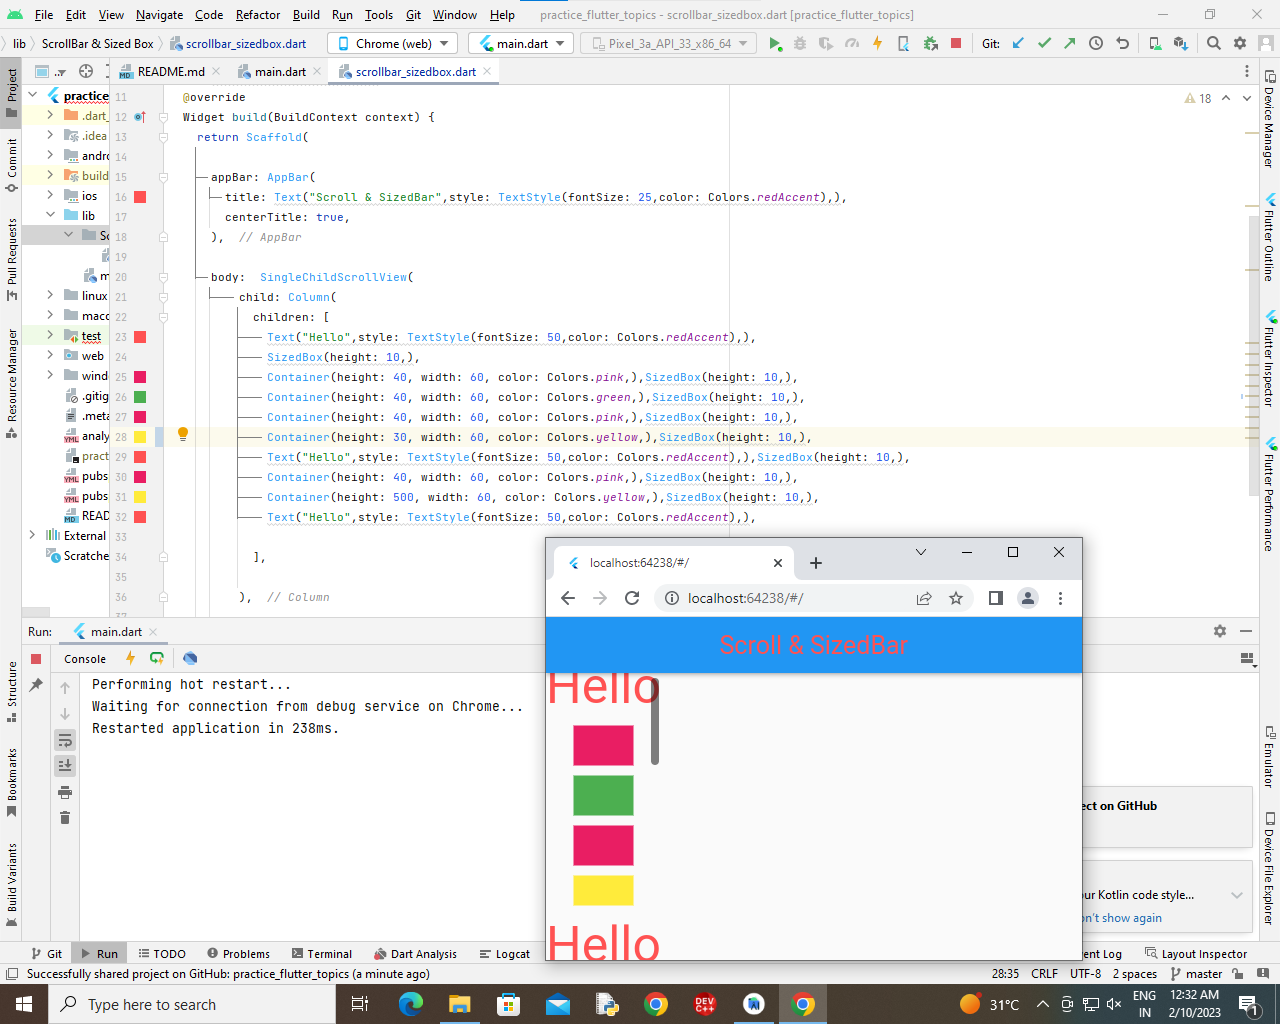 File Edit View Navigate Code Refactor Build Run Tools Git Window Help practice_flutter_topics - scrollbar_sizedbox.dart [practice_flutter_topics]
lib ScrollBar & Sized Box scrollbar_sizedbox.dart Chrome (web) main.dart Pixel_3a_API_33_x86_64 Git:
.. README.md main.dart scrollbar_sizedbox.dart
Project
Commit
Pull Requests
Resource Manager
Structure
Bookmarks
Build Variants
practice
.dart_
.idea
andro
build
ios
lib
Sc
m
linux
macc
test
web
windo
.gitig
.meta
analy
pract
pubs
pubs
READ
External
Scratche
18
11 @override
12 Widget build(BuildContext context) {
13 return Scaffold(
14
15 appBar: AppBar(
16 title: Text("Scroll & SizedBar",style: TextStyle(fontSize: 25,color: Colors.redAccent),),
17 centerTitle: true,
18 ), // AppBar
19
20 body: SingleChildScrollView(
21 child: Column(
22 children: [
23 Text("Hello",style: TextStyle(fontSize: 50,color: Colors.redAccent),),
24 SizedBox(height: 10,),
25 Container(height: 40, width: 60, color: Colors.pink,),SizedBox(height: 10,),
26 Container(height: 40, width: 60, color: Colors.green,),SizedBox(height: 10,),
27 Container(height: 40, width: 60, color: Colors.pink,),SizedBox(height: 10,),
28 Container(height: 30, width: 60, color: Colors.yellow,),SizedBox(height: 10,),
29 Text("Hello",style: TextStyle(fontSize: 50,color: Colors.redAccent),),SizedBox(height: 10,),
30 Container(height: 40, width: 60, color: Colors.pink,),SizedBox(height: 10,),
31 Container(height: 500, width: 60, color: Colors.yellow,),SizedBox(height: 10,),
32 Text("Hello",style: TextStyle(fontSize: 50,color: Colors.redAccent),),
33
34 ],
35
36 ), // Column
Device Manager
Flutter Outline
Flutter Inspector
Flutter Performance
Emulator
Device File Explorer
Run: main.dart
Console
Performing hot restart...
Waiting for connection from debug service on Chrome...
Restarted application in 238ms.
localhost:64238/#/
localhost:64238/#/
Scroll & SizedBar
Hello
Hello
ect on GitHub
ur Kotlin code style...
n't show again
Git Run TODO Problems Terminal Dart Analysis Logcat ent Log Layout Inspector
Successfully shared project on GitHub: practice_flutter_topics (a minute ago) 28:35 CRLF UTF-8 2 spaces master
Type here to search
DEV C++
31°C
ENG
IN
12:32 AM
2/10/2023
1